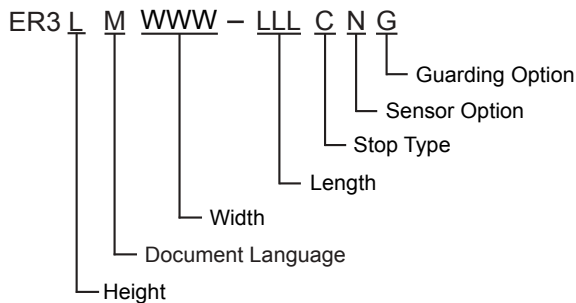 ER3 L M WWW – LLL C N G
Guarding Option
Sensor Option
Stop Type
Length
Width
Document Language
Height